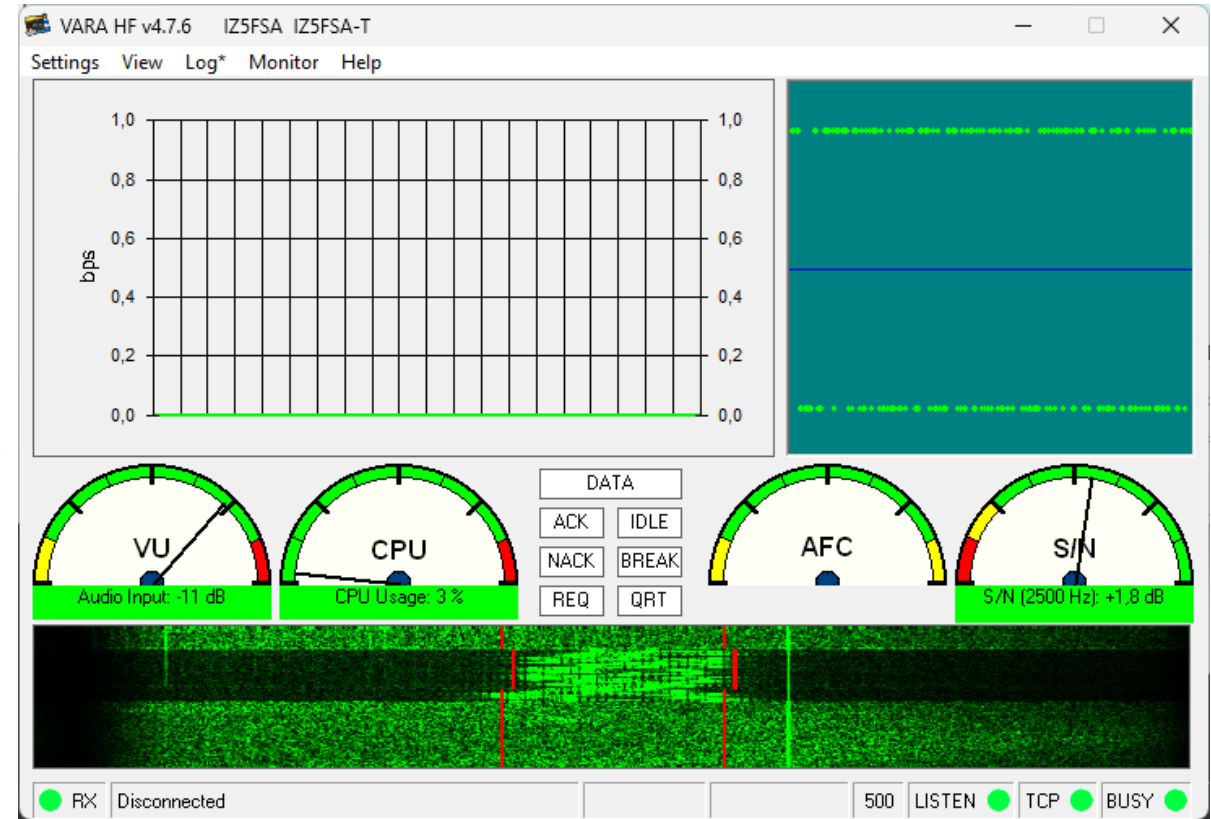 VARA HF v4.7.6 IZ5FSA IZ5FSA-T
Settings View Log* Monitor Help
1,0 1,0
0,8 0,8
0,6 0,6
bps
0,4 0,4
0,2 0,2
0,0 0,0
VU
Audio Input: -11 dB
CPU
CPU Usage: 3 %
DATA
ACK IDLE
NACK BREAK
REQ QRT
AFC
S/N
S/N (2500 Hz): +1,8 dB
RX Disconnected 500 LISTEN TCP BUSY